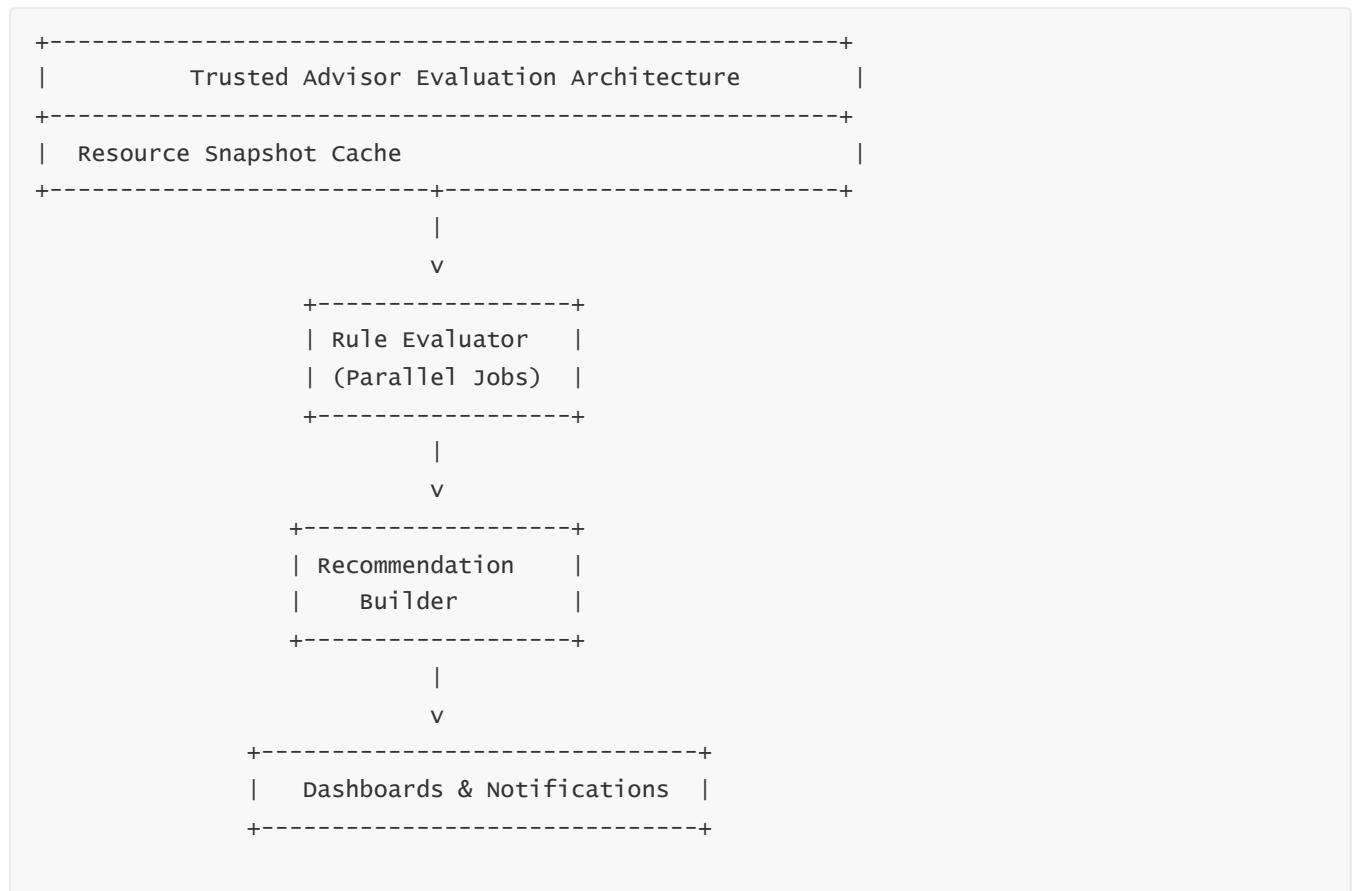 +--------------------------------------------------------+
|          Trusted Advisor Evaluation Architecture        |
+--------------------------------------------------------+
|  Resource Snapshot Cache                                |
+---------------------------+----------------------------+
                            |
                            v
                   +------------------+
                   | Rule Evaluator   |
                   | (Parallel Jobs)  |
                   +------------------+
                            |
                            v
                  +-------------------+
                  | Recommendation    |
                  |    Builder        |
                  +-------------------+
                            |
                            v
               +-------------------------------+
               |   Dashboards & Notifications  |
               +-------------------------------+